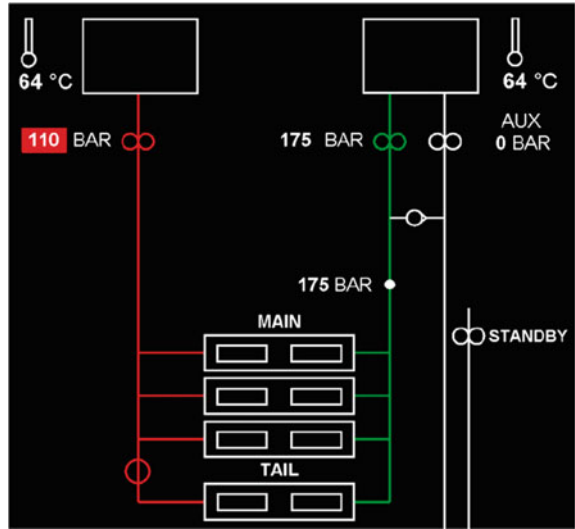 64 °C
64 °C
110 BAR
175 BAR
AUX
0 BAR
175 BAR
MAIN
STANDBY
TAIL